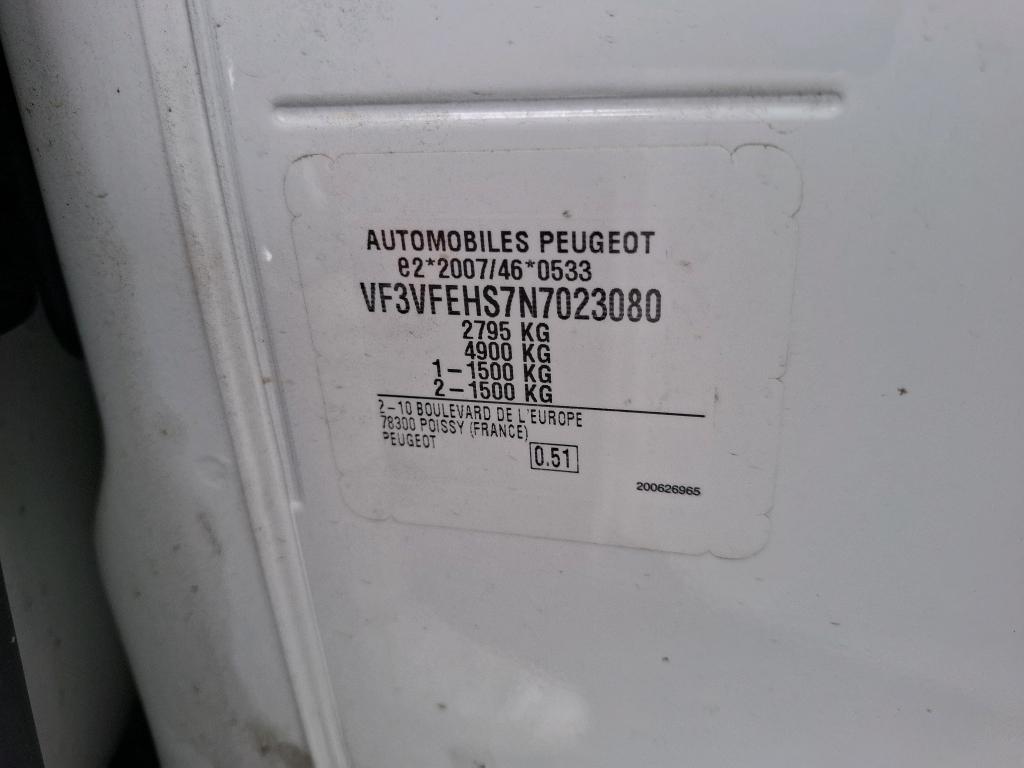 AUTOMOBILES PEUGEOT
e2*2007/46*0533
VF3VFEHS7N7023080
2795 KG
4900 KG
1-1500 KG
2-1500 KG
2-10 BOULEVARD DE L'EUROPE
78300 POISSY (FRANCE)
PEUGEOT
0.51
200626965